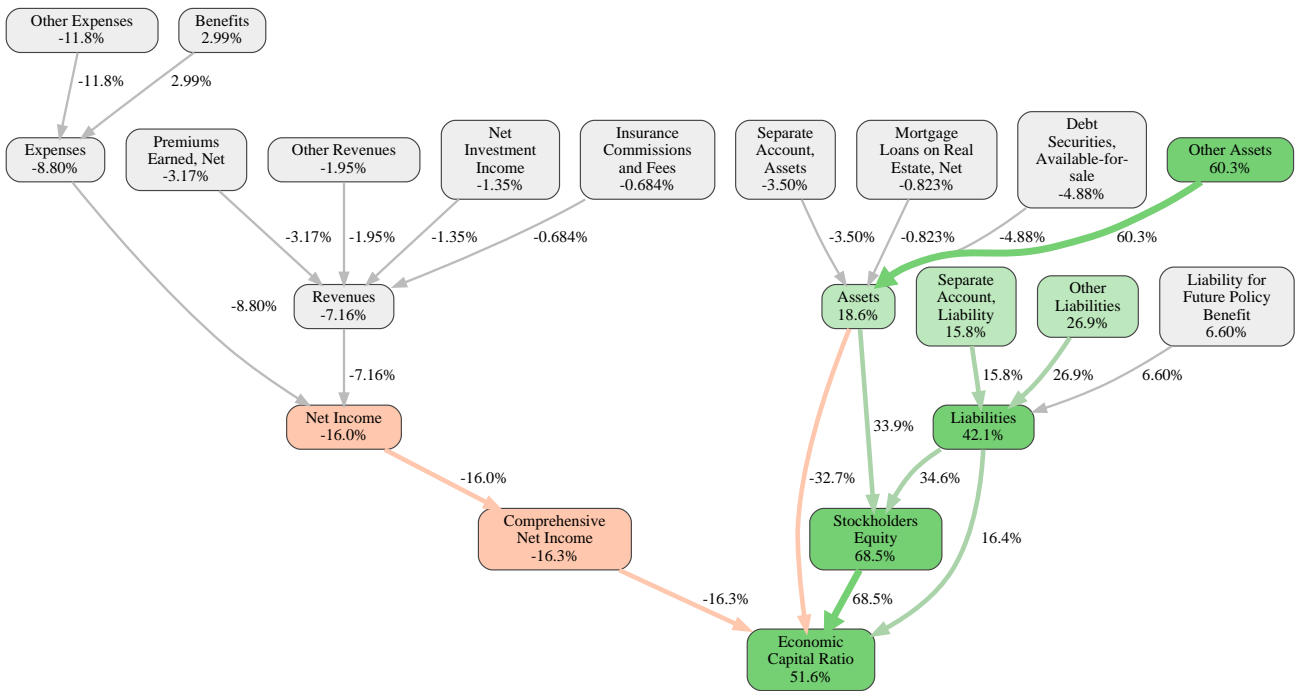 Other Expenses
-11.8%
Benefits
2.99%
-11.8%
2.99%
Expenses
-8.80%
Premiums
Earned, Net
-3.17%
Other Revenues
-1.95%
Net
Investment
Income
-1.35%
Insurance
Commissions
and Fees
-0.684%
Separate
Account,
Assets
-3.50%
Mortgage
Loans on Real
Estate, Net
-0.823%
Debt
Securities,
Available-for-
sale
-4.88%
Other Assets
60.3%
-3.17%
-1.95%
-1.35%
-0.684%
-3.50%
-0.823%
-4.88%
60.3%
-8.80%
Revenues
-7.16%
Assets
18.6%
Separate
Account,
Liability
15.8%
Other
Liabilities
26.9%
Liability for
Future Policy
Benefit
6.60%
-7.16%
15.8%
26.9%
6.60%
Net Income
-16.0%
33.9%
Liabilities
42.1%
-16.0%
-32.7%
34.6%
Comprehensive
Net Income
-16.3%
Stockholders
Equity
68.5%
16.4%
-16.3%
68.5%
Economic
Capital Ratio
51.6%